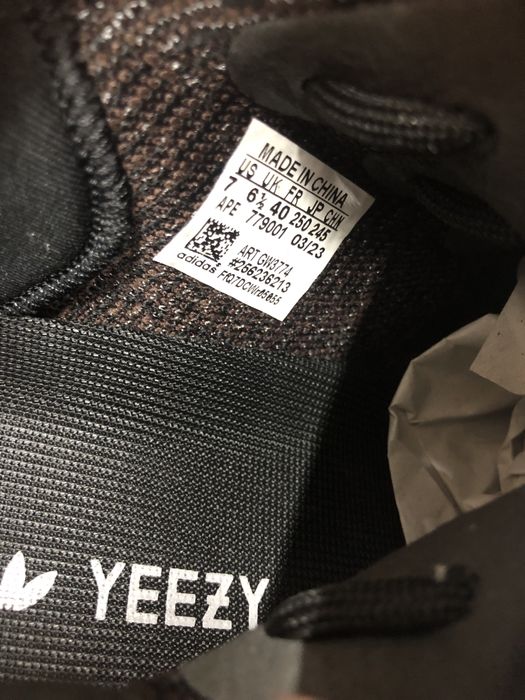 MADE IN CHINA
US UK FR JP CHN
7 6½ 40 250 245
APE 779001 03/23
ART GW3774
#256236213
adidas
YEEZY